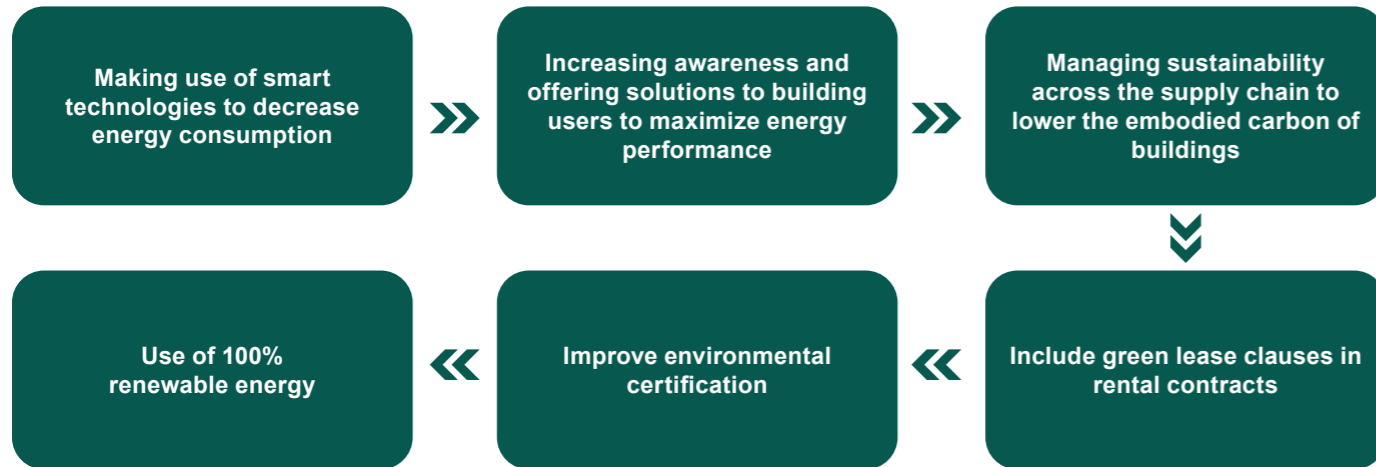 Making use of smart
technologies to decrease
energy consumption
Increasing awareness and
offering solutions to building
users to maximize energy
performance
Managing sustainability
across the supply chain to
lower the embodied carbon of
buildings
Include green lease clauses in
rental contracts
Improve environmental
certification
Use of 100%
renewable energy